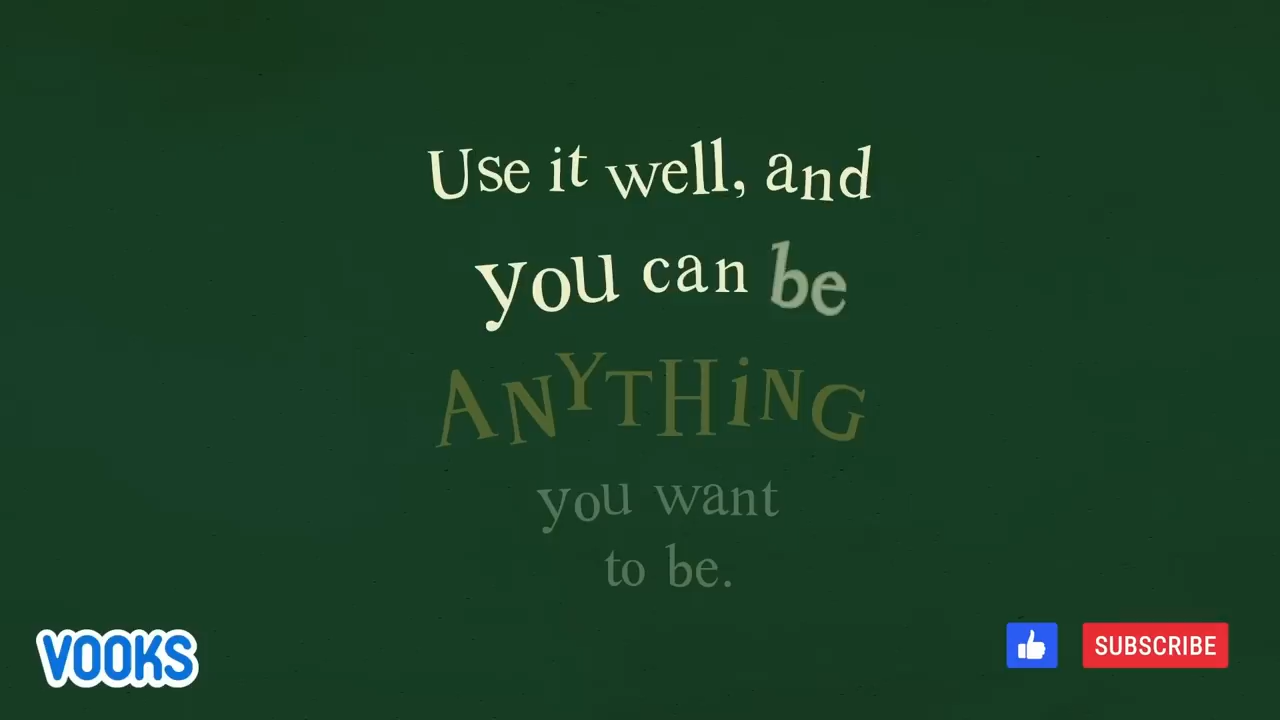 Use it well, and
you can be
ANYTHiNG
you want
to be.
VOOKS
SUBSCRIBE